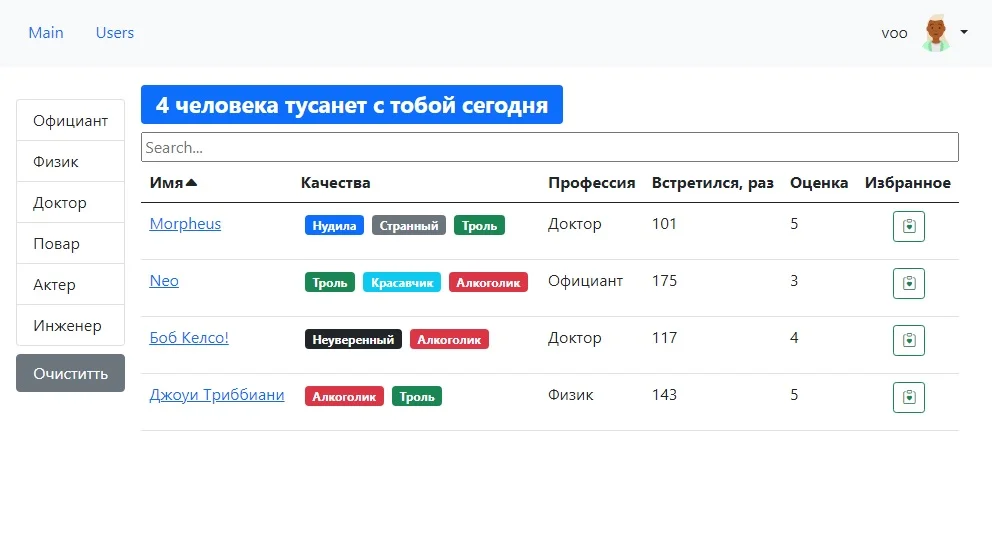 Main Users voo
4 человека тусанет с тобой сегодня
Search...
Официант
Физик
Доктор
Повар
Актер
Инженер
Очиститть
Имя Качества Профессия Встретился, раз Оценка Избранное
Morpheus Нудила Странный Троль Доктор 101 5
Neo Троль Красавчик Алкоголик Официант 175 3
Боб Келсо! Неуверенный Алкоголик Доктор 117 4
Джоуи Триббиани Алкоголик Троль Физик 143 5